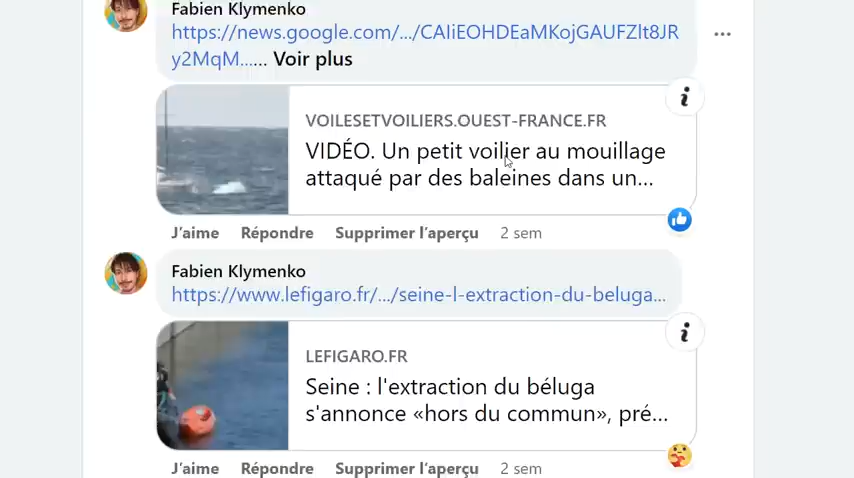 Fabien Klymenko
https://news.google.com/.../CAIiEOHDEaMKojGAUFZlt8JR
y2MqM...... Voir plus
VOILESETVOILIERS.OUEST-FRANCE.FR
VIDÉO. Un petit voilier au mouillage
attaqué par des baleines dans un...
J'aime Répondre Supprimer l'aperçu 2 sem
Fabien Klymenko
https://www.lefigaro.fr/.../seine-l-extraction-du-beluga...
LEFIGARO.FR
Seine : l'extraction du béluga
s'annonce «hors du commun», pré...
J'aime Répondre Supprimer l'aperçu 2 sem